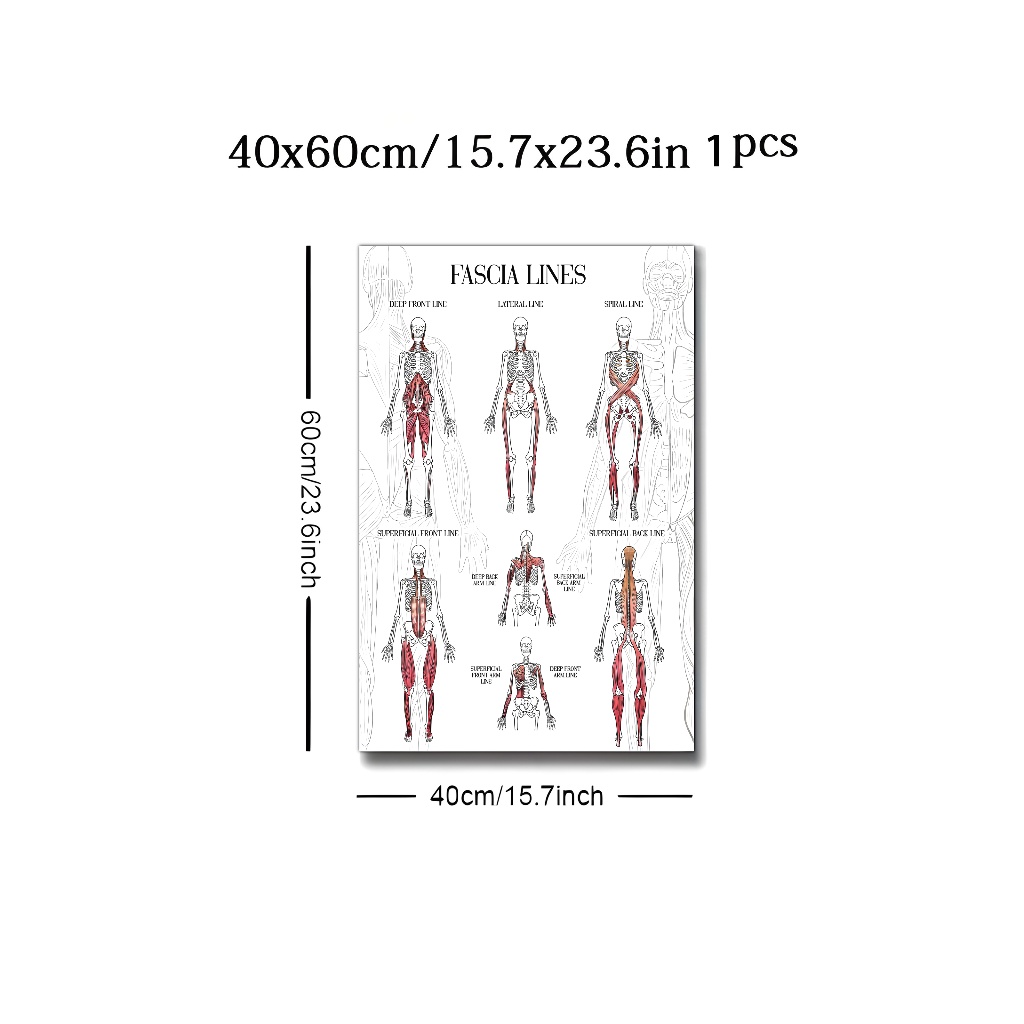 40x60cm/15.7x23.6in 1pcs
FASCIA LINES
DEEP FRONT LINE
LATERAL LINE
SPIRAL LINE
60cm/23.6inch
SUPERFICIAL FRONT LINE
SUPERFICIAL BACK LINE
DEEP BACK
ARM LINE
SUPERFICIAL
BACK ARM
LINE
SUPERFICIAL
FRONT ARM
LINE
DEEP FRONT
ARM LINE
40cm/15.7inch